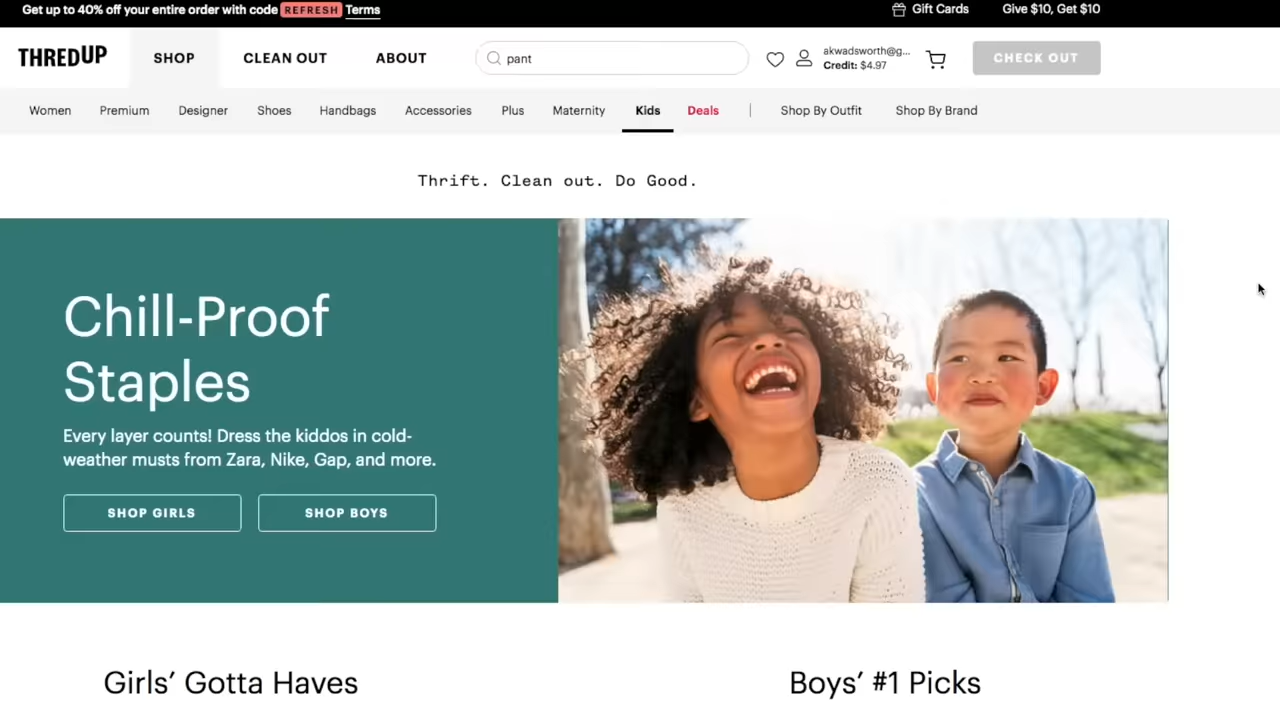 Get up to 40% off your entire order with code REFRESH Terms
Gift Cards
Give $10, Get $10
THREDUP
SHOP
CLEAN OUT
ABOUT
pant
akwadsworth@g...
Credit: $4.97
CHECK OUT
Women
Premium
Designer
Shoes
Handbags
Accessories
Plus
Maternity
Kids
Deals
Shop By Outfit
Shop By Brand
Thrift. Clean out. Do Good.
Chill-Proof
Staples
Every layer counts! Dress the kiddos in cold-
weather musts from Zara, Nike, Gap, and more.
SHOP GIRLS
SHOP BOYS
Girls’ Gotta Haves
Boys’ #1 Picks